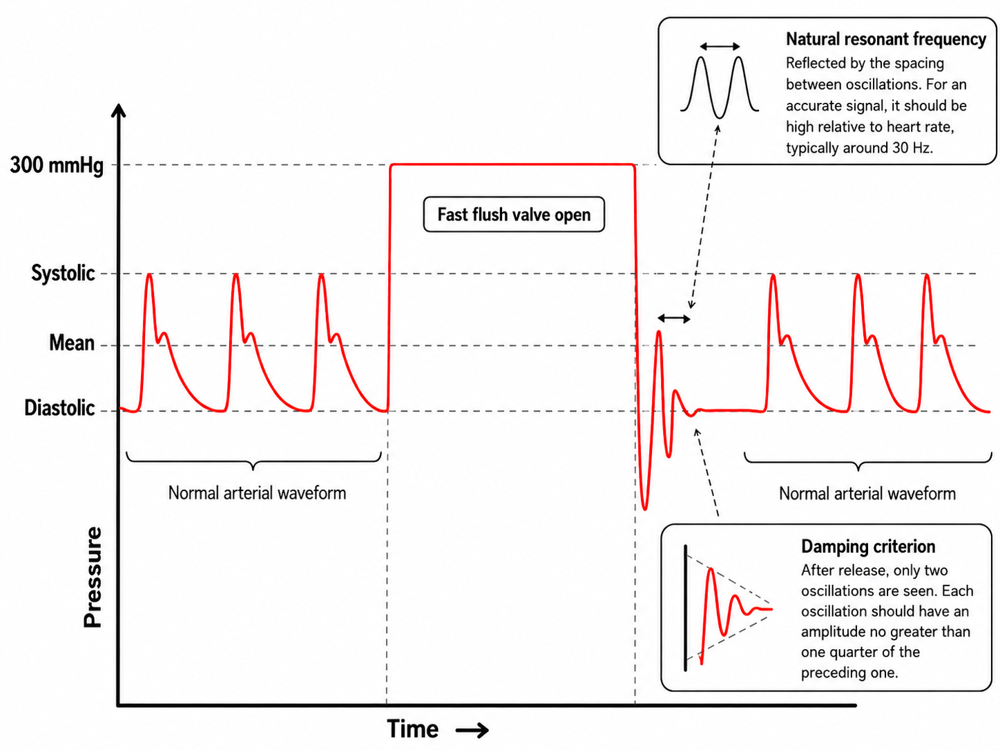 Natural resonant frequency
Reflected by the spacing
between oscillations. For an
accurate signal, it should be
high relative to heart rate,
typically around 30 Hz.
300 mmHg
Fast flush valve open
Systolic
Mean
Diastolic
Normal arterial waveform
Normal arterial waveform
Pressure
Damping criterion
After release, only two
oscillations are seen. Each
oscillation should have an
amplitude no greater than
one quarter of the
preceding one.
Time